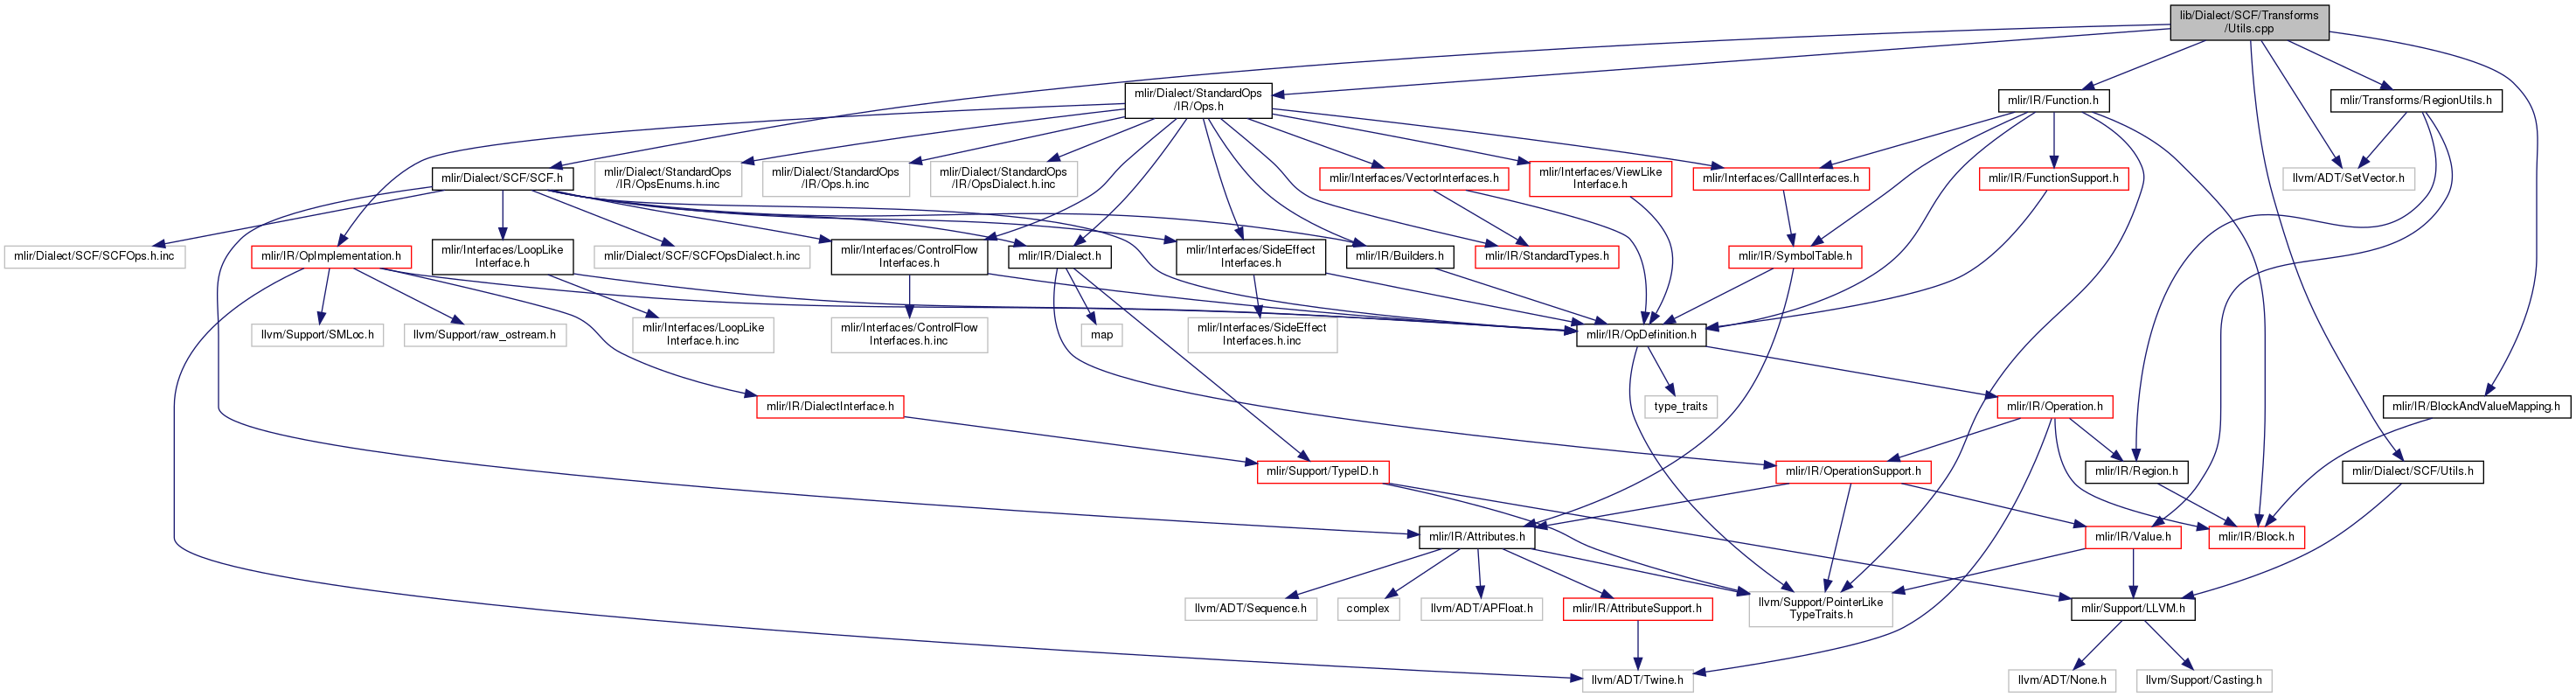 lib/Dialect/SCF/Transforms
/Utils.cpp
mlir/Dialect/StandardOps
/IR/Ops.h
mlir/IR/Function.h
mlir/Transforms/RegionUtils.h
mlir/Dialect/SCF/SCF.h
mlir/Dialect/StandardOps
/IR/OpsEnums.h.inc
mlir/Dialect/StandardOps
/IR/Ops.h.inc
mlir/Dialect/StandardOps
/IR/OpsDialect.h.inc
mlir/Interfaces/VectorInterfaces.h
mlir/Interfaces/ViewLike
Interface.h
mlir/Interfaces/CallInterfaces.h
mlir/IR/FunctionSupport.h
llvm/ADT/SetVector.h
mlir/Dialect/SCF/SCFOps.h.inc
mlir/IR/OpImplementation.h
mlir/Interfaces/LoopLike
Interface.h
mlir/Dialect/SCF/SCFOpsDialect.h.inc
mlir/Interfaces/ControlFlow
Interfaces.h
mlir/IR/Dialect.h
mlir/Interfaces/SideEffect
Interfaces.h
mlir/IR/Builders.h
mlir/IR/StandardTypes.h
mlir/IR/SymbolTable.h
llvm/Support/SMLoc.h
llvm/Support/raw_ostream.h
mlir/Interfaces/LoopLike
Interface.h.inc
mlir/Interfaces/ControlFlow
Interfaces.h.inc
map
mlir/Interfaces/SideEffect
Interfaces.h.inc
mlir/IR/OpDefinition.h
mlir/IR/DialectInterface.h
type_traits
mlir/IR/Operation.h
mlir/IR/BlockAndValueMapping.h
mlir/Support/TypeID.h
mlir/IR/OperationSupport.h
mlir/IR/Region.h
mlir/Dialect/SCF/Utils.h
mlir/IR/Attributes.h
mlir/IR/Value.h
mlir/IR/Block.h
llvm/ADT/Sequence.h
complex
llvm/ADT/APFloat.h
mlir/IR/AttributeSupport.h
llvm/Support/PointerLike
TypeTraits.h
mlir/Support/LLVM.h
llvm/ADT/Twine.h
llvm/ADT/None.h
llvm/Support/Casting.h